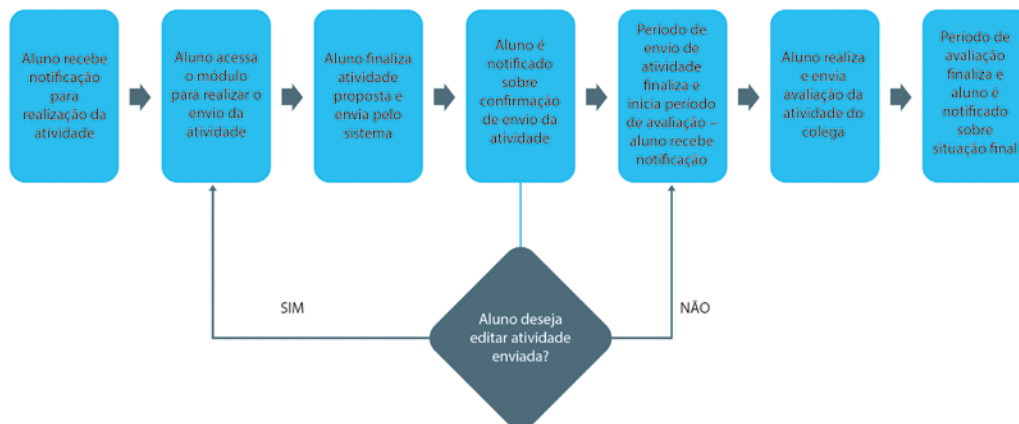 Aluno recebe
notificação
para
realização da
atividade
Aluno acessa
o módulo
para realizar o
envio da
atividade
Aluno finaliza
atividade
proposta e
envia pelo
sistema
Aluno é
notificado
sobre
confirmação
de envio da
atividade
Período de
envio de
atividade
finaliza e
inicia período
de avaliação –
aluno recebe
notificação
Aluno realiza
e envia
avaliação da
atividade do
colega
Período de
avaliação
finaliza e
aluno é
notificado
sobre
situação final
SIM
Aluno deseja
editar atividade
enviada?
NÃO